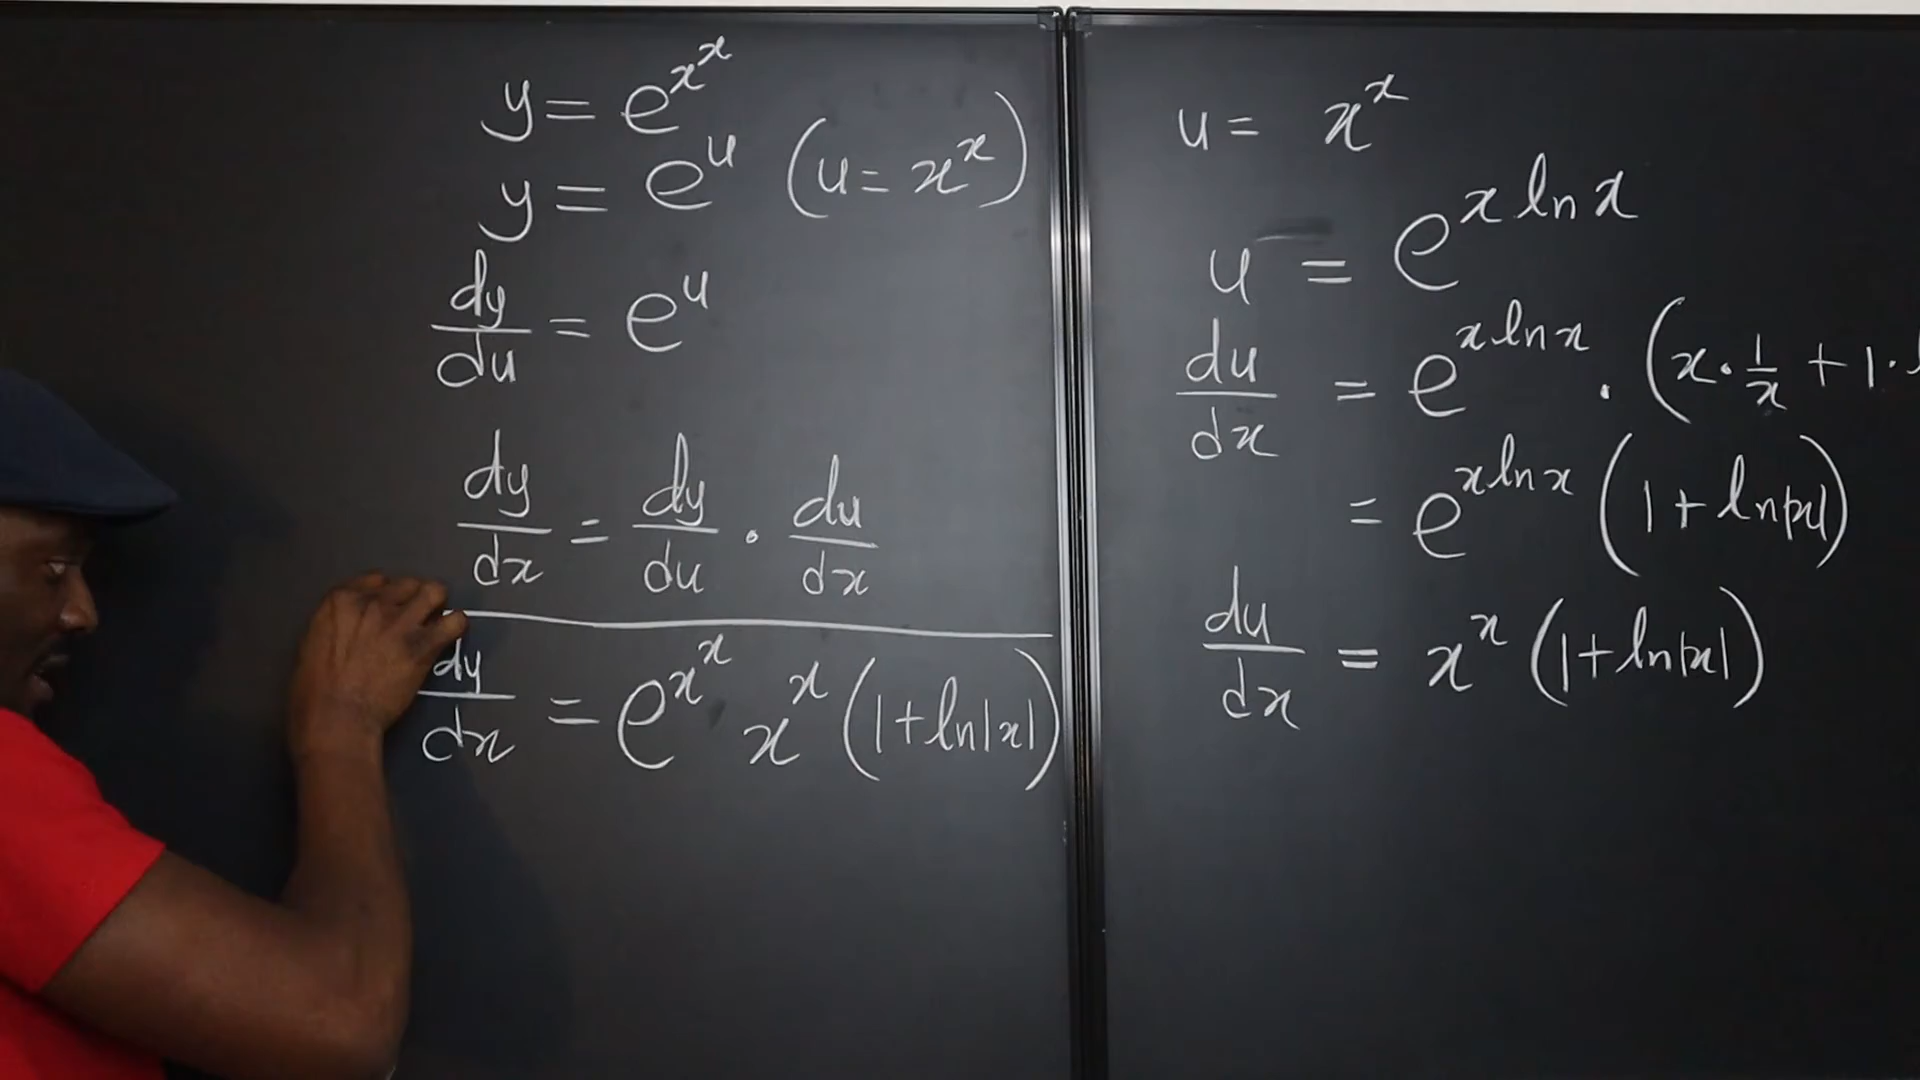 y = e^{x^x}
y = e^u (u = x^x)
dy/du = e^u
dy/dx = dy/du · du/dx
dy/dx = e^{x^x} x^x (1+ln|x|)
u = x^x
u = e^{x ln x}
du/dx = e^{x ln x} · (x · 1/x + 1 ·
= e^{x ln x} (1 + ln|x|)
du/dx = x^x (1+ln|x|)